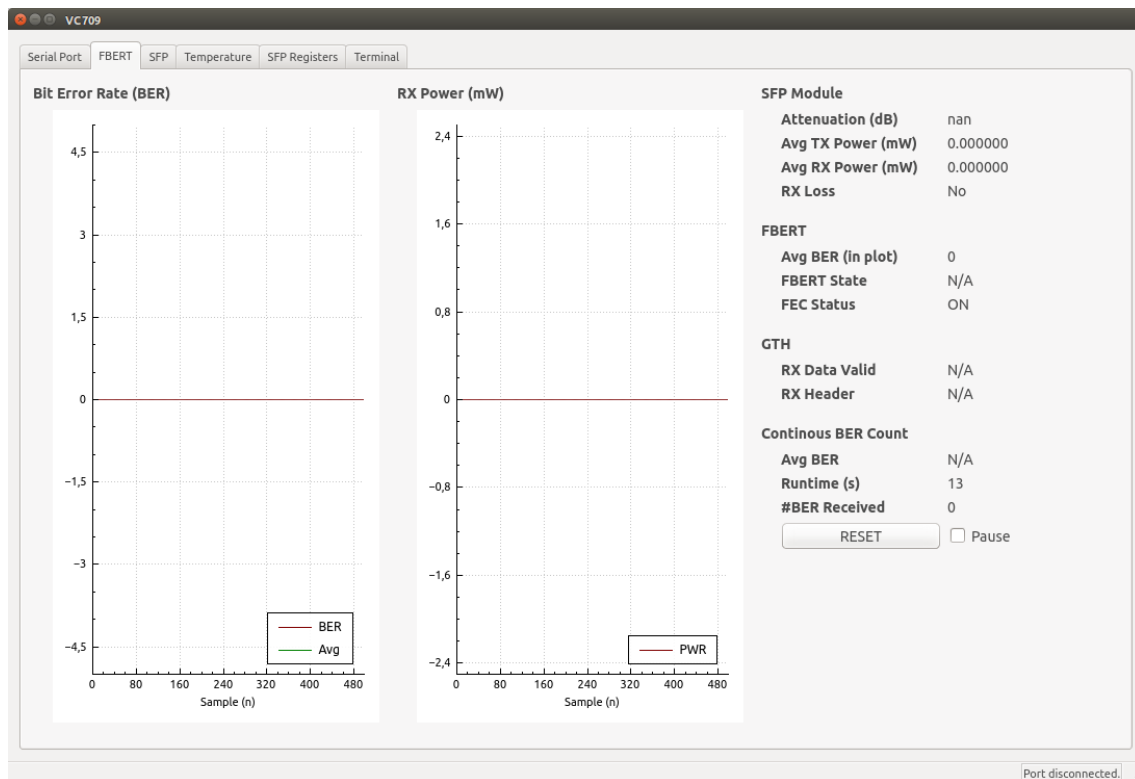 VC709
Serial Port FBERT SFP Temperature SFP Registers Terminal
Bit Error Rate (BER)
4,5
3
1,5
0
−1,5
−3
−4,5
BER
Avg
0 80 160 240 320 400 480
Sample (n)
RX Power (mW)
2,4
1,6
0,8
0
−0,8
−1,6
−2,4
PWR
0 80 160 240 320 400 480
Sample (n)
SFP Module
Attenuation (dB) nan
Avg TX Power (mW) 0.000000
Avg RX Power (mW) 0.000000
RX Loss No
FBERT
Avg BER (in plot) 0
FBERT State N/A
FEC Status ON
GTH
RX Data Valid N/A
RX Header N/A
Continous BER Count
Avg BER N/A
Runtime (s) 13
#BER Received 0
RESET Pause
Port disconnected.